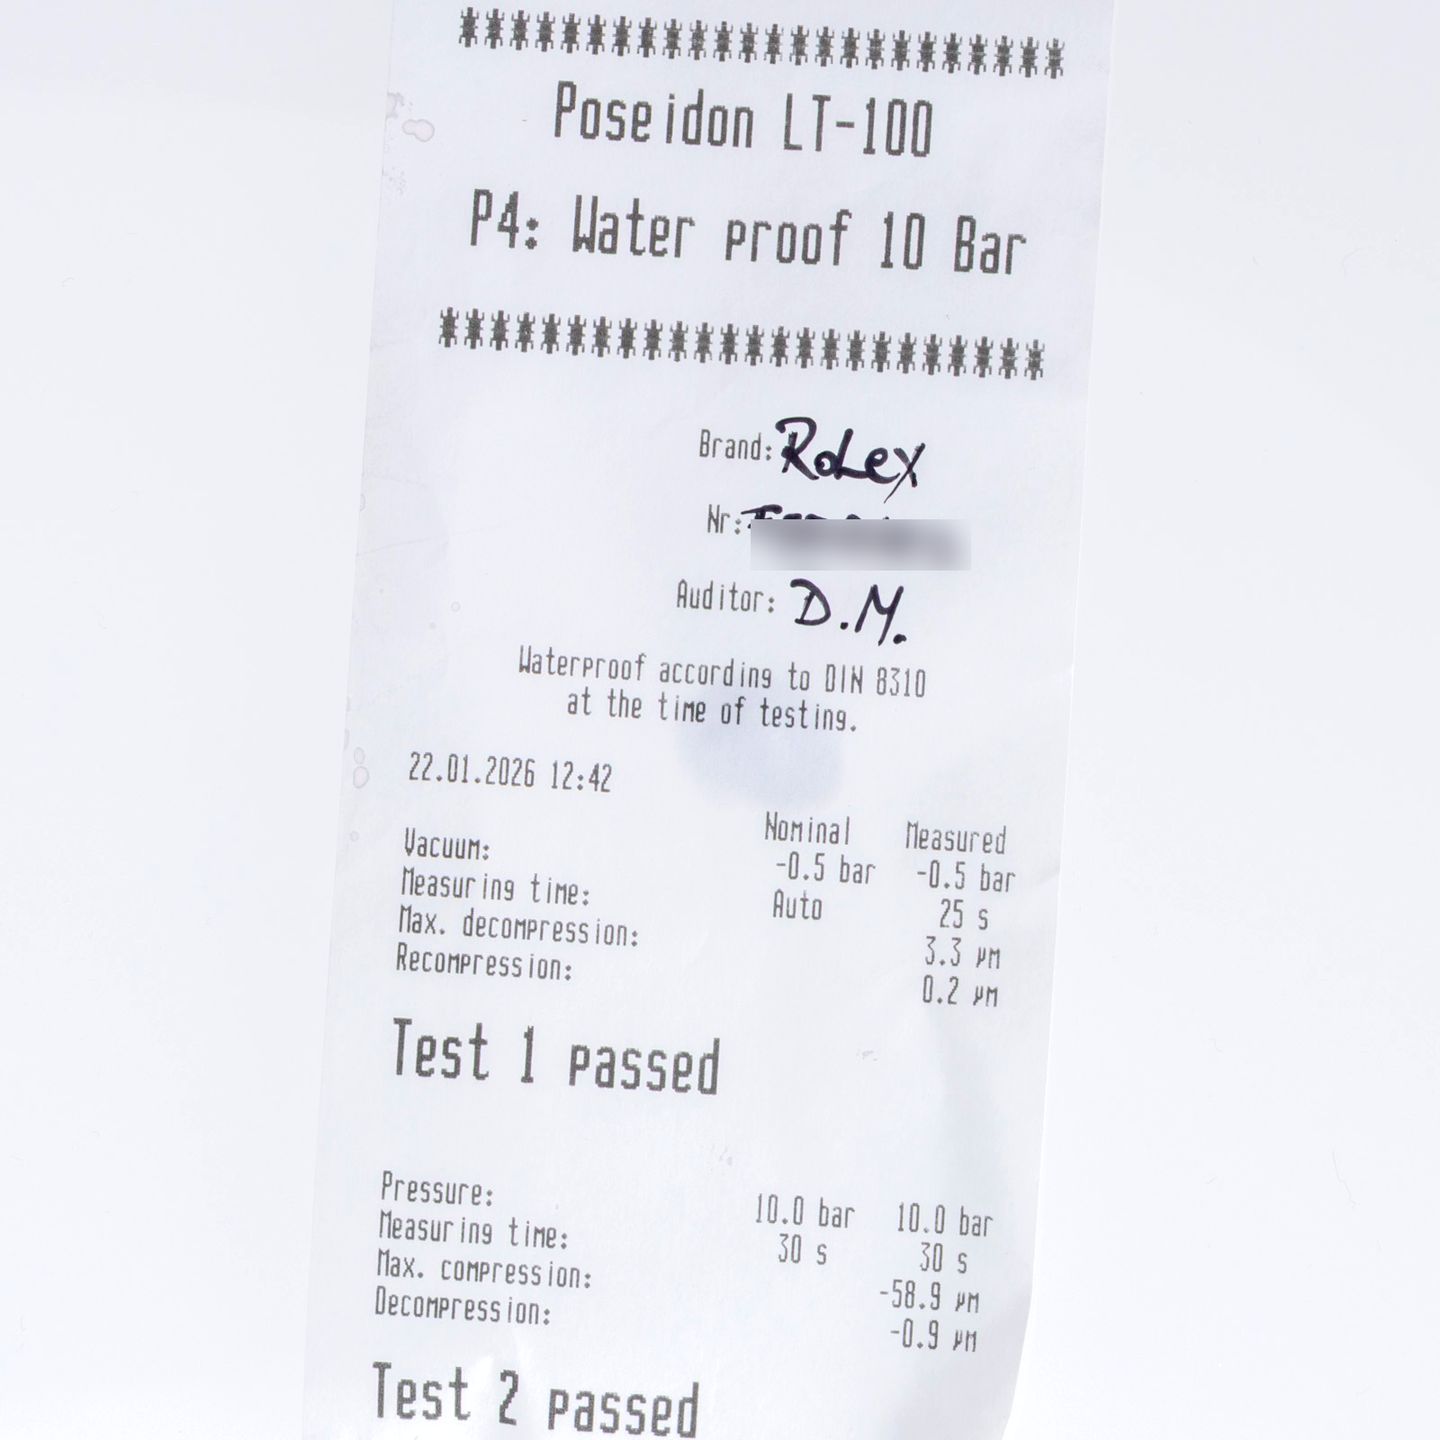 Poseidon LT-100
P4: Water proof 10 Bar
Brand: RoLex
Nr:
Auditor: D.M.
Waterproof according to DIN 8310
at the time of testing.
22.01.2026 12:42
Nominal Measured
Vacuum: -0.5 bar -0.5 bar
Measuring time: Auto 25 s
Max. decompression: 3.3 µm
Recompression: 0.2 µm
Test 1 passed
Pressure: 10.0 bar 10.0 bar
Measuring time: 30 s 30 s
Max. compression: -58.9 µm
Decompression: -0.9 µm
Test 2 passed